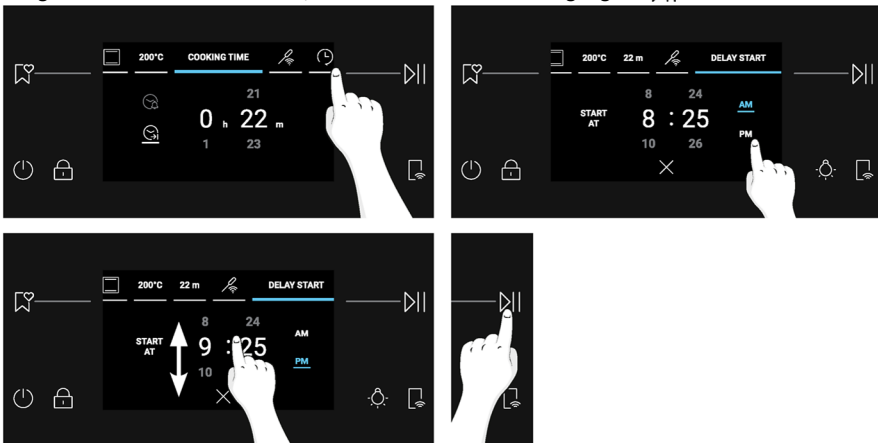 200°C COOKING TIME
21
0 h 22 m
1 23
200°C 22 m DELAY START
8 24
START AT 8 : 25 AM
10 26 PM
200°C 22 m DELAY START
8 24
START AT 9 : 25 AM
10 PM